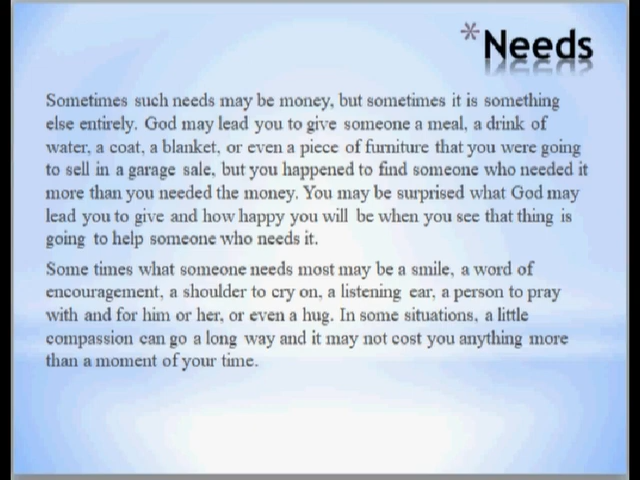 *Needs
Sometimes such needs may be money, but sometimes it is something
else entirely. God may lead you to give someone a meal, a drink of
water, a coat, a blanket, or even a piece of furniture that you were going
to sell in a garage sale, but you happened to find someone who needed it
more than you needed the money. You may be surprised what God may
lead you to give and how happy you will be when you see that thing is
going to help someone who needs it.
Some times what someone needs most may be a smile, a word of
encouragement, a shoulder to cry on, a listening ear, a person to pray
with and for him or her, or even a hug. In some situations, a little
compassion can go a long way and it may not cost you anything more
than a moment of your time.